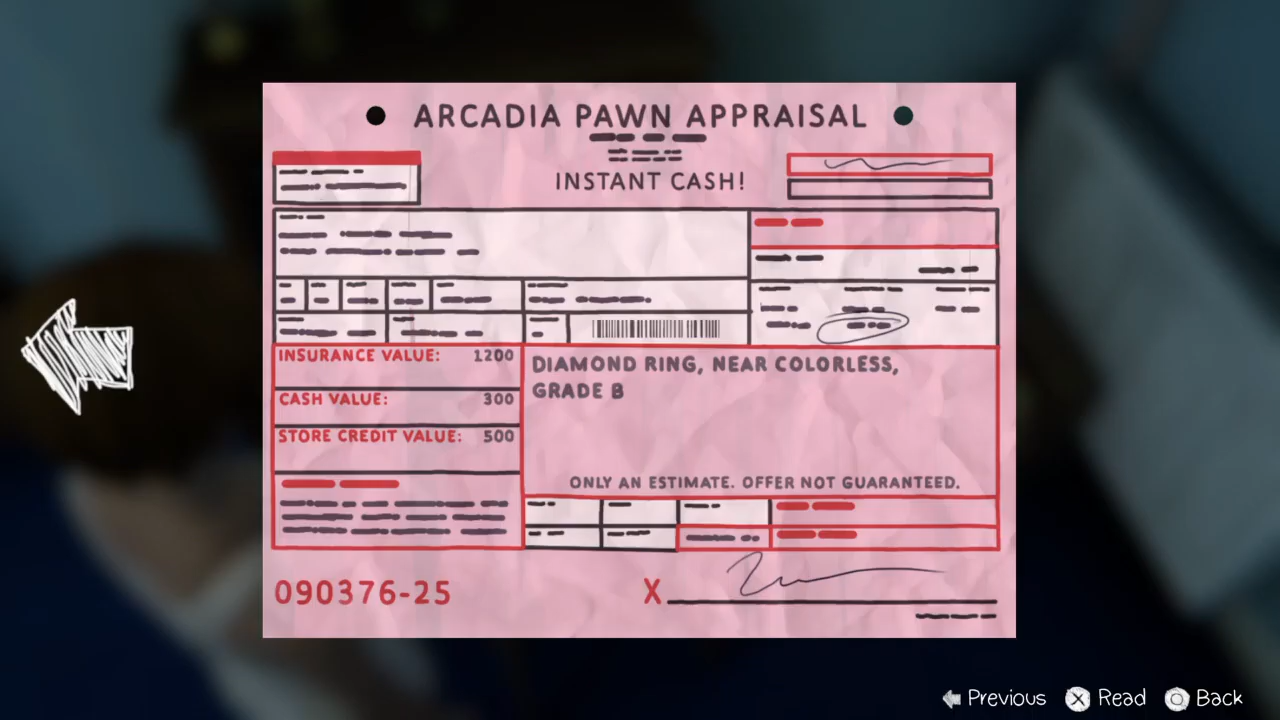 ARCADIA PAWN APPRAISAL
INSTANT CASH!
INSURANCE VALUE: 1200
CASH VALUE: 300
STORE CREDIT VALUE: 500
DIAMOND RING, NEAR COLORLESS,
GRADE B
ONLY AN ESTIMATE. OFFER NOT GUARANTEED.
090376-25
X
Previous
Read
Back